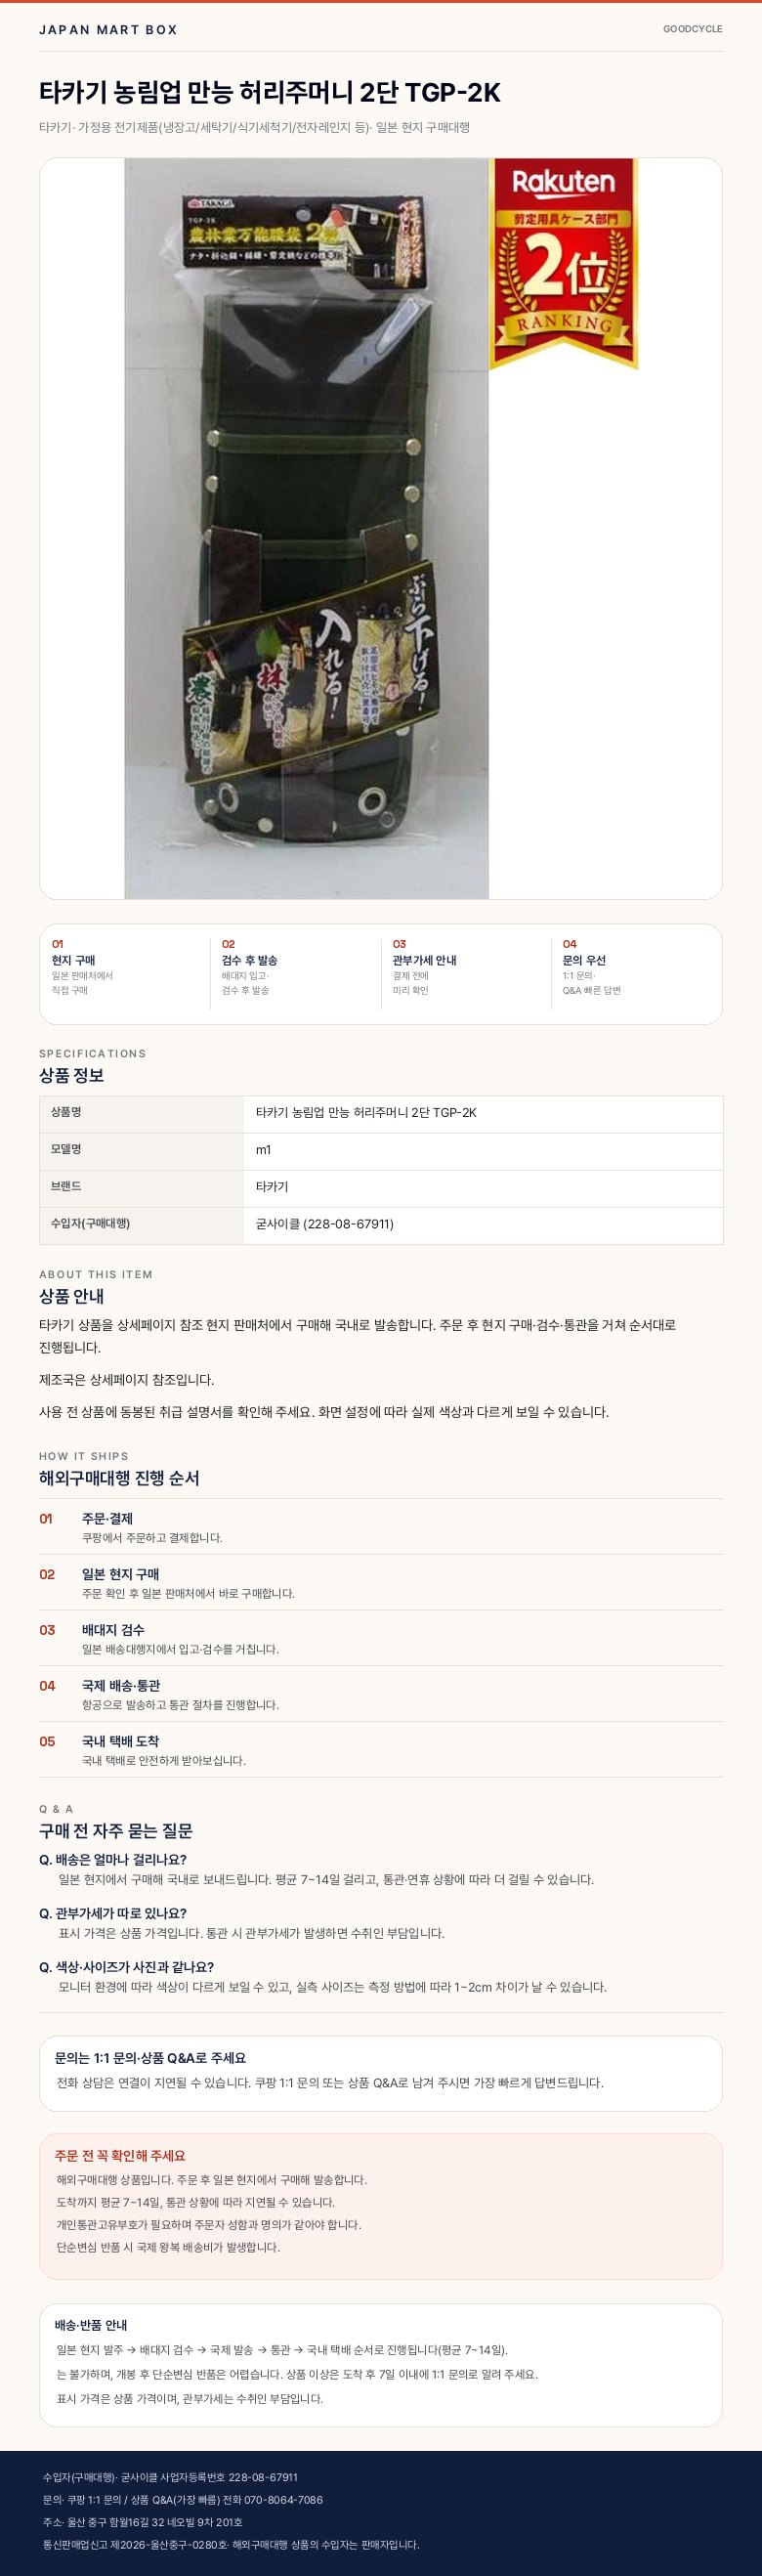 JAPAN MART BOX
GOODCYCLE
타카기 농림업 만능 허리주머니 2단 TGP-2K
타카기· 가정용 전기제품(냉장고/세탁기/식기세척기/전자레인지 등)· 일본 현지 구매대행
TAKAGI
TGP-2K
農林業万能腰袋2段
Rakuten
剪定用具ケース部門
2位
RANKING
ぶら下げる!
入れる!
林
農
01
현지 구매
일본 판매처에서
직접 구매
02
검수 후 발송
배대지 입고·
검수 후 발송
03
관부가세 안내
결제 전에
미리 확인
04
문의 우선
1:1 문의·
Q&A 빠른 답변
SPECIFICATIONS
상품 정보
상품명 타카기 농림업 만능 허리주머니 2단 TGP-2K
모델명 m1
브랜드 타카기
수입자(구매대행) 굳사이클 (228-08-67911)
ABOUT THIS ITEM
상품 안내
타카기 상품을 상세페이지 참조 현지 판매처에서 구매해 국내로 발송합니다. 주문 후 현지 구매·검수·통관을 거쳐 순서대로
진행됩니다.
제조국은 상세페이지 참조입니다.
사용 전 상품에 동봉된 취급 설명서를 확인해 주세요. 화면 설정에 따라 실제 색상과 다르게 보일 수 있습니다.
HOW IT SHIPS
해외구매대행 진행 순서
01 주문·결제
쿠팡에서 주문하고 결제합니다.
02 일본 현지 구매
주문 확인 후 일본 판매처에서 바로 구매합니다.
03 배대지 검수
일본 배송대행지에서 입고·검수를 거칩니다.
04 국제 배송·통관
항공으로 발송하고 통관 절차를 진행합니다.
05 국내 택배 도착
국내 택배로 안전하게 받아보십니다.
Q & A
구매 전 자주 묻는 질문
Q. 배송은 얼마나 걸리나요?
일본 현지에서 구매해 국내로 보내드립니다. 평균 7~14일 걸리고, 통관·연휴 상황에 따라 더 걸릴 수 있습니다.
Q. 관부가세가 따로 있나요?
표시 가격은 상품 가격입니다. 통관 시 관부가세가 발생하면 수취인 부담입니다.
Q. 색상·사이즈가 사진과 같나요?
모니터 환경에 따라 색상이 다르게 보일 수 있고, 실측 사이즈는 측정 방법에 따라 1~2cm 차이가 날 수 있습니다.
문의는 1:1 문의·상품 Q&A로 주세요
전화 상담은 연결이 지연될 수 있습니다. 쿠팡 1:1 문의 또는 상품 Q&A로 남겨 주시면 가장 빠르게 답변드립니다.
주문 전 꼭 확인해 주세요
해외구매대행 상품입니다. 주문 후 일본 현지에서 구매해 발송합니다.
도착까지 평균 7~14일, 통관 상황에 따라 지연될 수 있습니다.
개인통관고유부호가 필요하며 주문자 성함과 명의가 같아야 합니다.
단순변심 반품 시 국제 왕복 배송비가 발생합니다.
배송·반품 안내
일본 현지 발주 → 배대지 검수 → 국제 발송 → 통관 → 국내 택배 순서로 진행됩니다(평균 7~14일).
는 불가하며, 개봉 후 단순변심 반품은 어렵습니다. 상품 이상은 도착 후 7일 이내에 1:1 문의로 알려 주세요.
표시 가격은 상품 가격이며, 관부가세는 수취인 부담입니다.
수입자(구매대행)· 굳사이클 사업자등록번호 228-08-67911
문의· 쿠팡 1:1 문의 / 상품 Q&A(가장 빠름) 전화 070-8064-7086
주소· 울산 중구 함월16길 32 네오빌 9차 201호
통신판매업신고 제2026-울산중구-0280호· 해외구매대행 상품의 수입자는 판매자입니다.